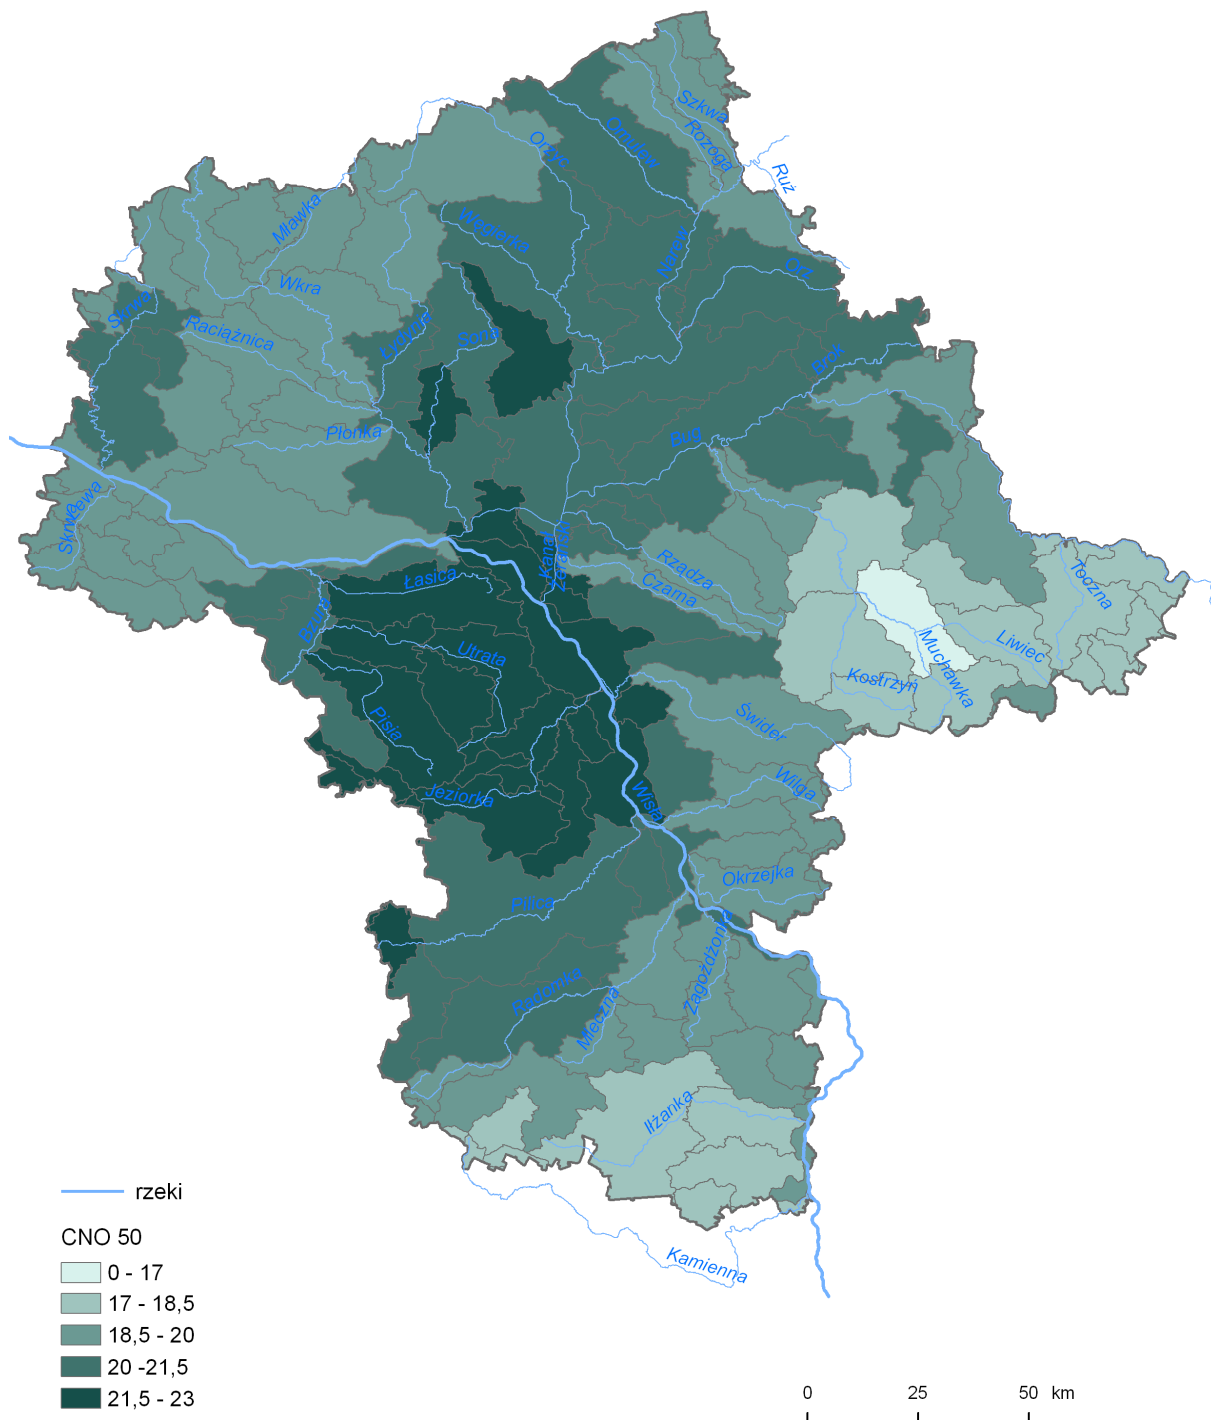 Szkwa
Omulew
Rozoga
Orzyc
Ruż
Mławka
Węgierka
Narew
Orz
Wkra
Skrwa
Raciążnica
Łydynia
Sona
Brok
Płonka
Bug
Skrwa Lewa
Kanał Żerański
Rządza
Czarna
Łasica
Toczna
Bzura
Utrata
Liwiec
Muchawka
Kostrzyń
Pisia
Świder
Jeziorka
Wisła
Wilga
Okrzejka
Pilica
Zagożdżonka
Radomka
Mleczna
Iłżanka
Kamienna
rzeki
CNO 50
0 - 17
17 - 18,5
18,5 - 20
20 -21,5
21,5 - 23
0 25 50 km